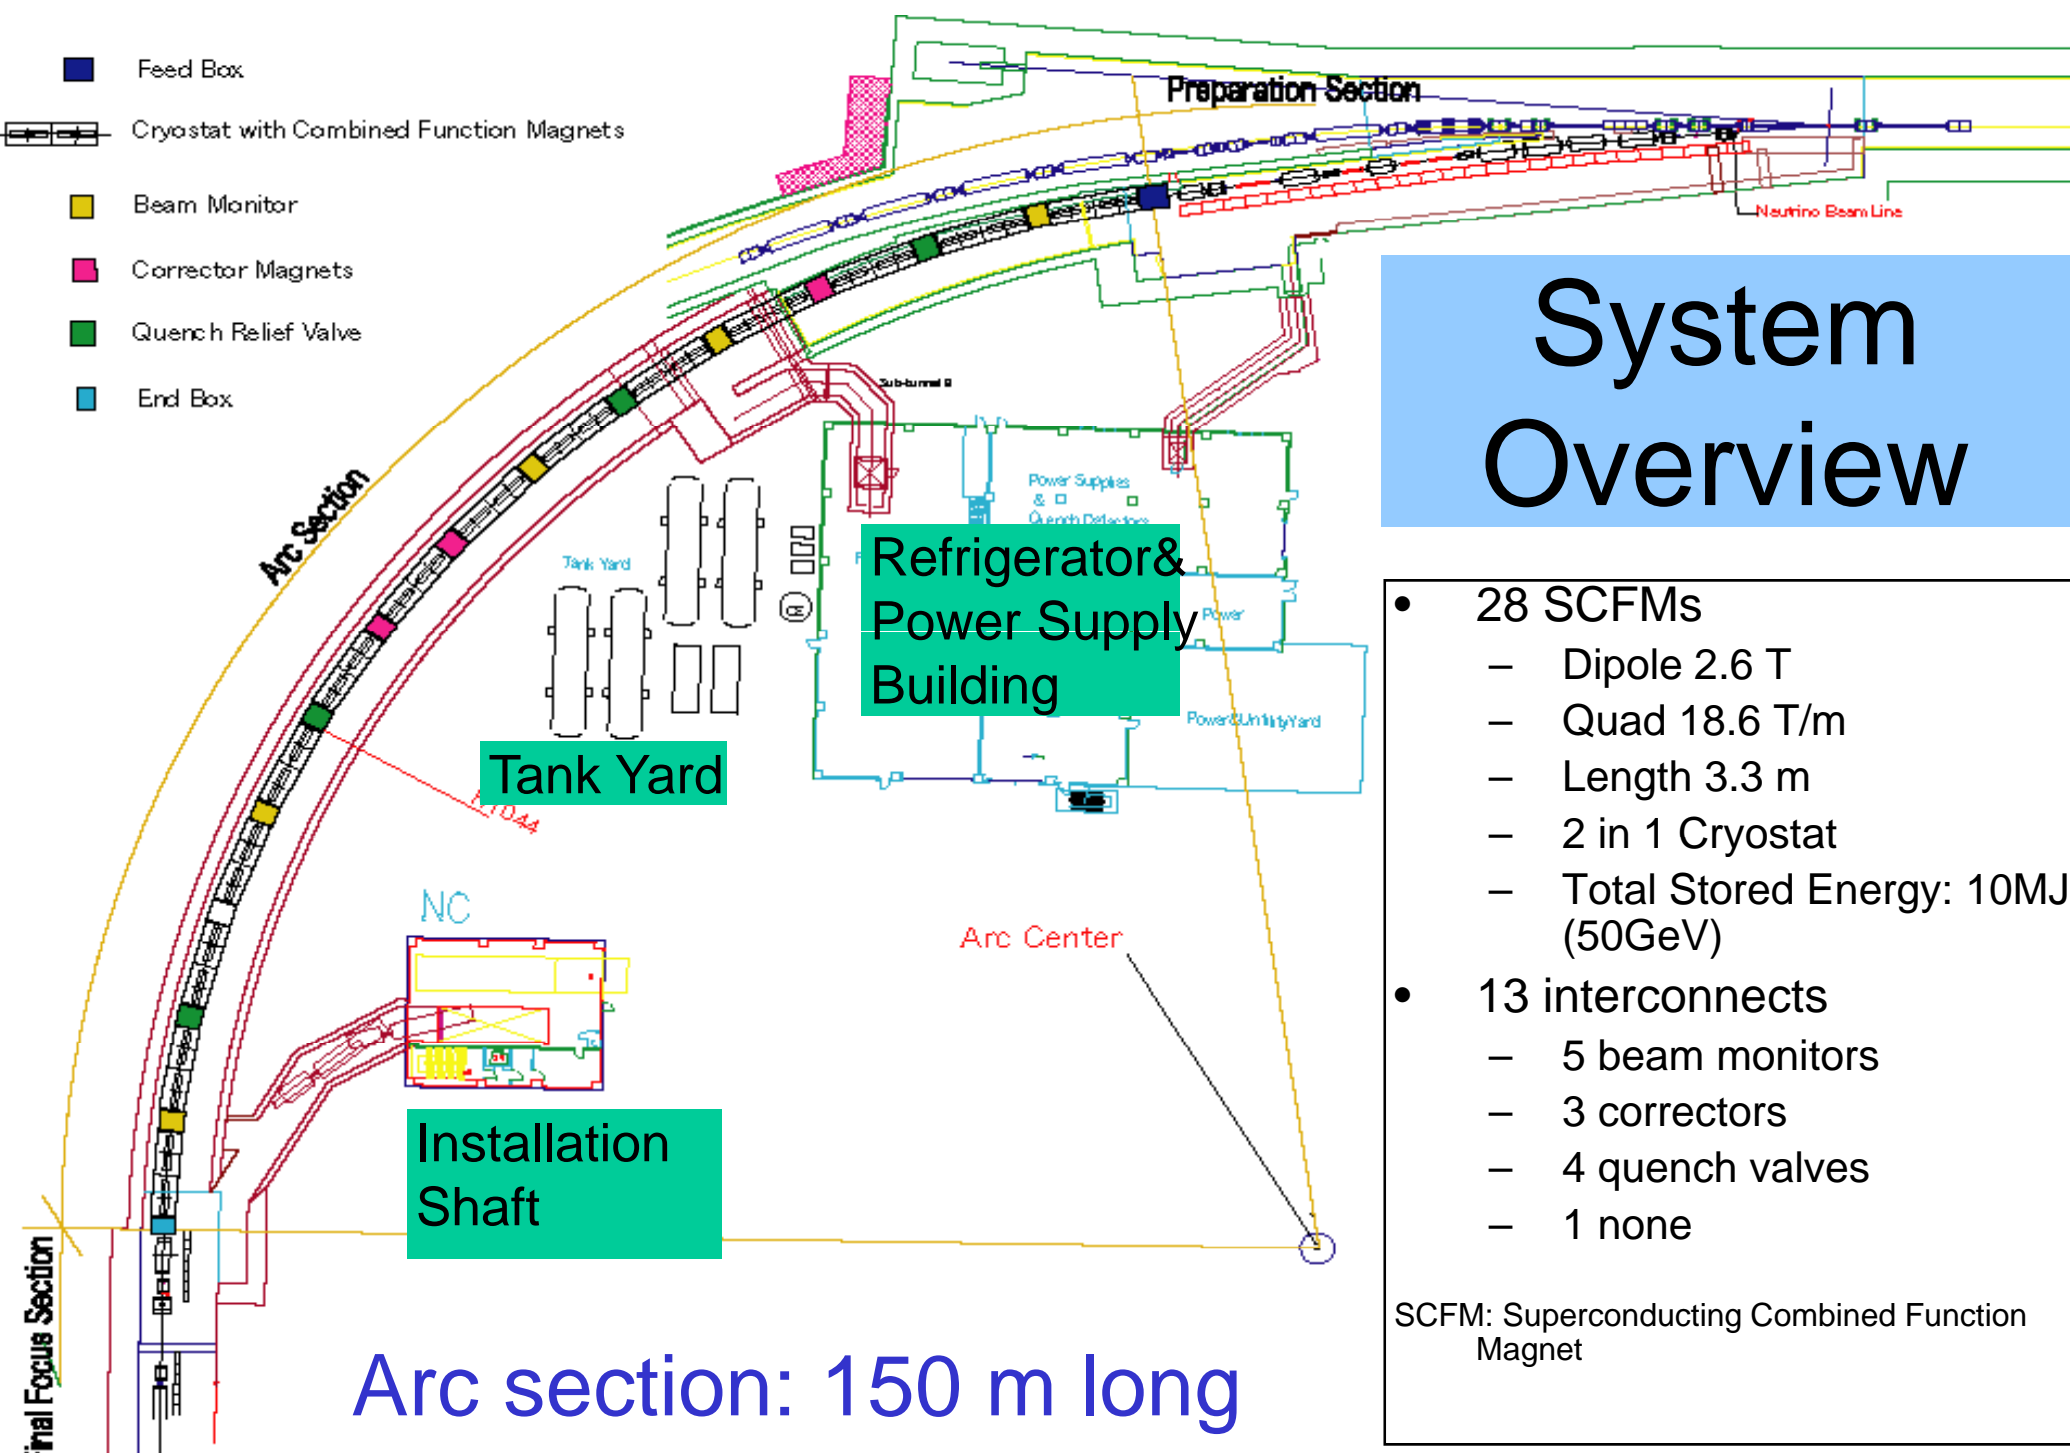 Feed Box
Cryostat with Combined Function Magnets
Beam Monitor
Corrector Magnets
Quench Relief Valve
End Box
Preparation Section
Neutrino Beam Line
System
Overview
Sub-tunnel B
Arc Section
Power Supplies
&
Quench Detectors
Tank Yard
Refrigerator&
Power Supply
Building
Power
Tank Yard
NC
Arc Center
Installation
Shaft
Final Focus Section
Arc section: 150 m long
• 28 SCFMs
– Dipole 2.6 T
– Quad 18.6 T/m
– Length 3.3 m
– 2 in 1 Cryostat
– Total Stored Energy: 10MJ
(50GeV)
• 13 interconnects
– 5 beam monitors
– 3 correctors
– 4 quench valves
– 1 none
SCFM: Superconducting Combined Function
Magnet